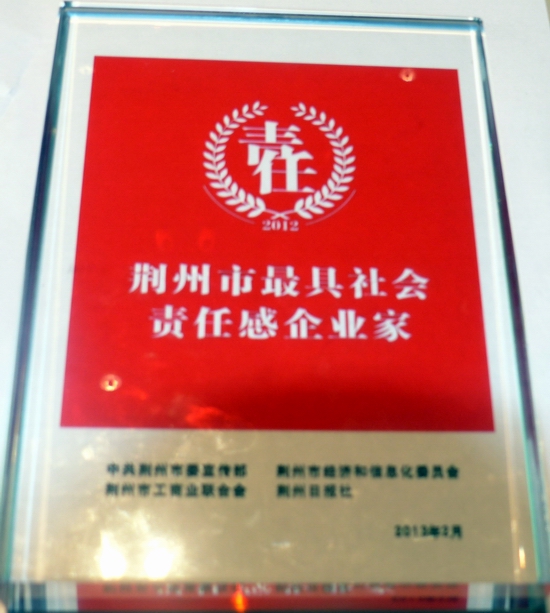 责任
2012
荆州市最具社会
责任感企业家
中共荆州市委宣传部 荆州市经济和信息化委员会
荆州市工商业联合会 荆州日报社
2013年2月